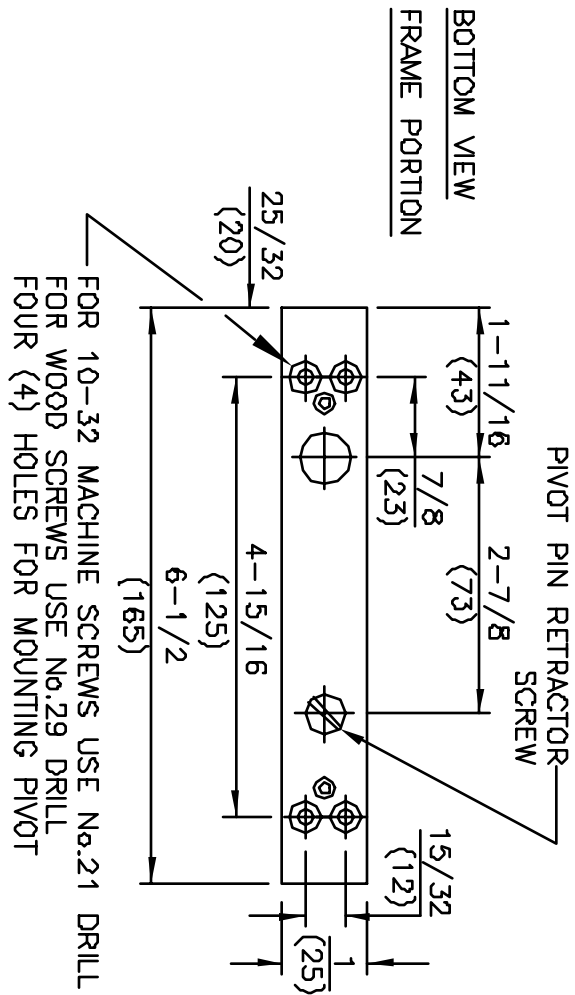 BOTTOM VIEW
FRAME PORTION
PIVOT PIN RETRACTOR
SCREW
1-11/16
(43)
2-7/8
(73)
7/8
(23)
15/32
(12)
1
(25)
25/32
(20)
4-15/16
(125)
6-1/2
(165)
FOR 10-32 MACHINE SCREWS USE No.21 DRILL
FOR WOOD SCREWS USE No.29 DRILL
FOUR (4) HOLES FOR MOUNTING PIVOT